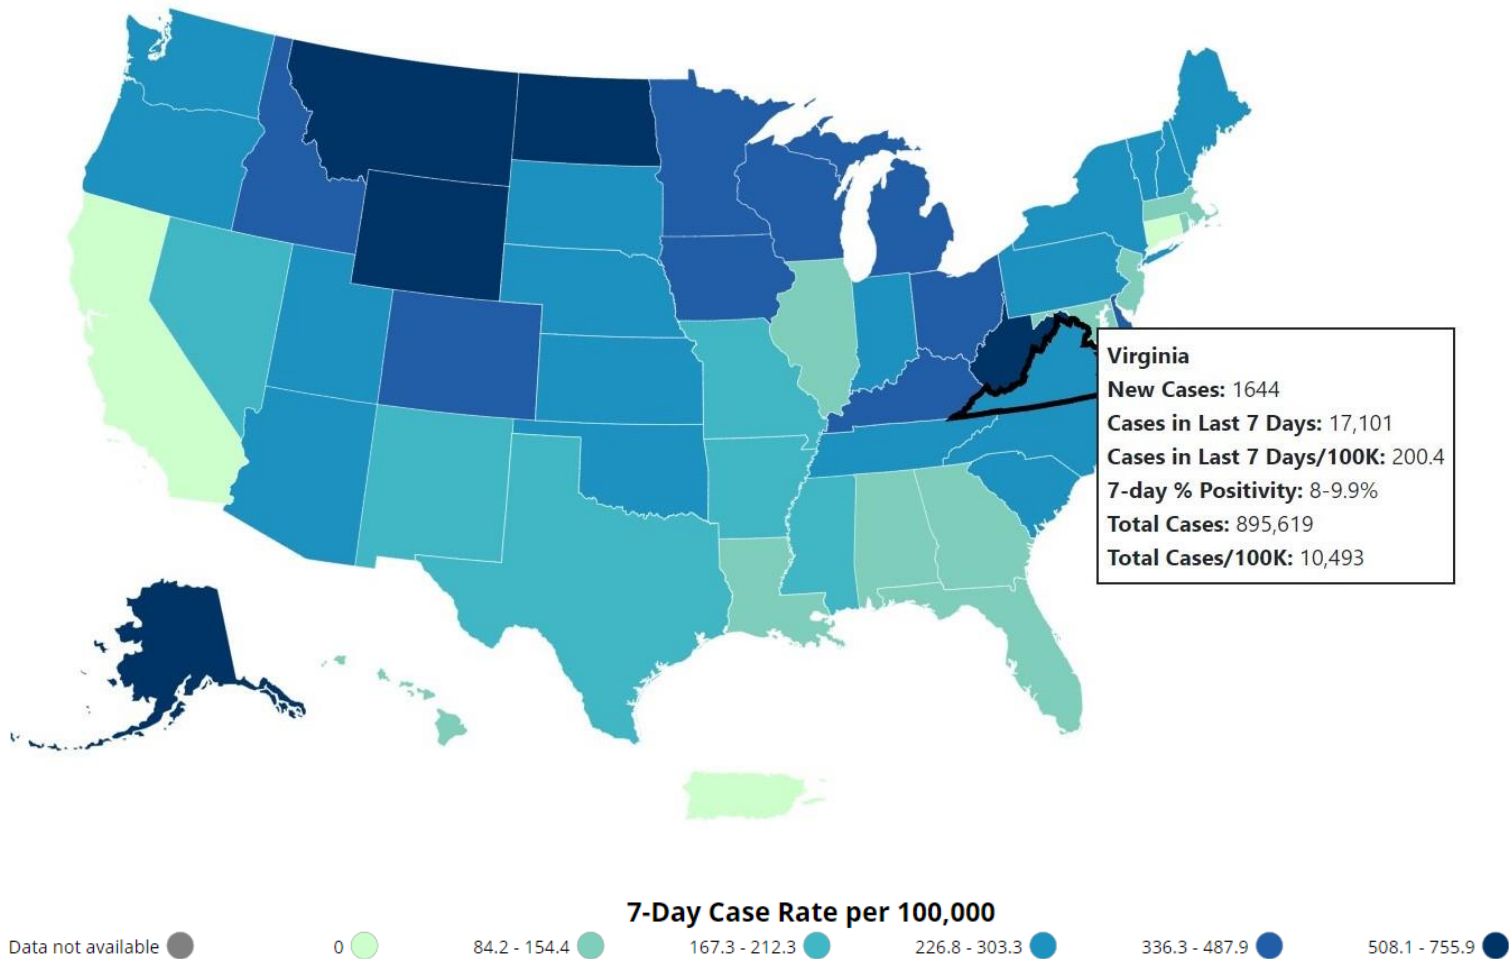 Virginia
New Cases: 1644
Cases in Last 7 Days: 17,101
Cases in Last 7 Days/100K: 200.4
7-day % Positivity: 8-9.9%
Total Cases: 895,619
Total Cases/100K: 10,493
7-Day Case Rate per 100,000
Data not available 0 84.2 - 154.4 167.3 - 212.3 226.8 - 303.3 336.3 - 487.9 508.1 - 755.9